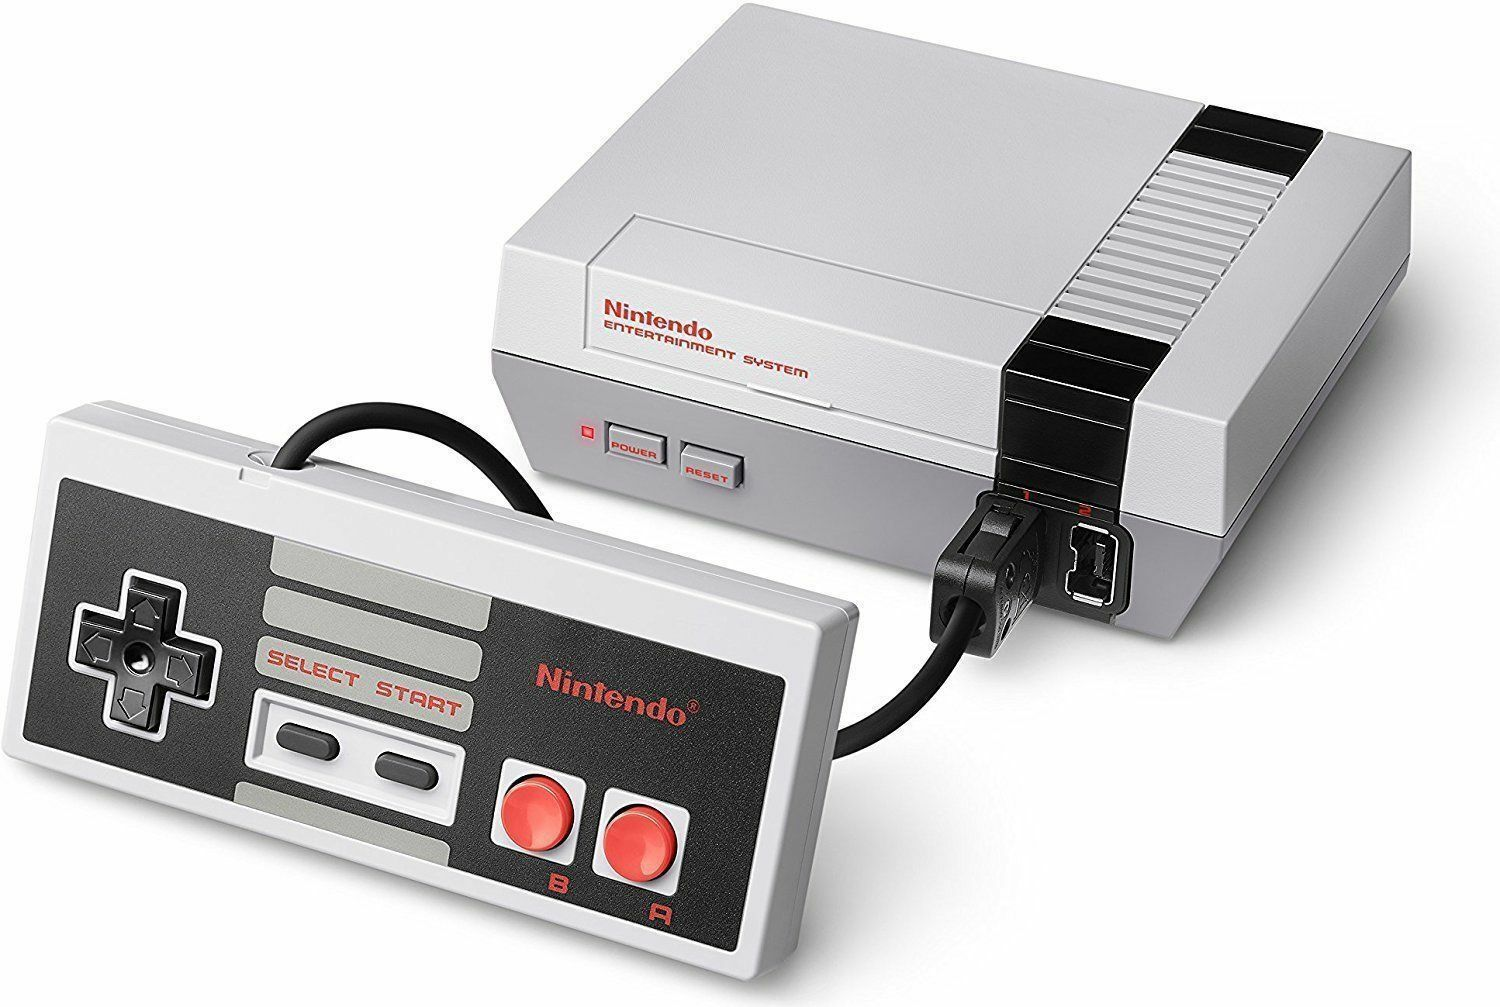 Nintendo
ENTERTAINMENT SYSTEM
POWER
RESET
1
2
SELECT START
Nintendo®
B
A